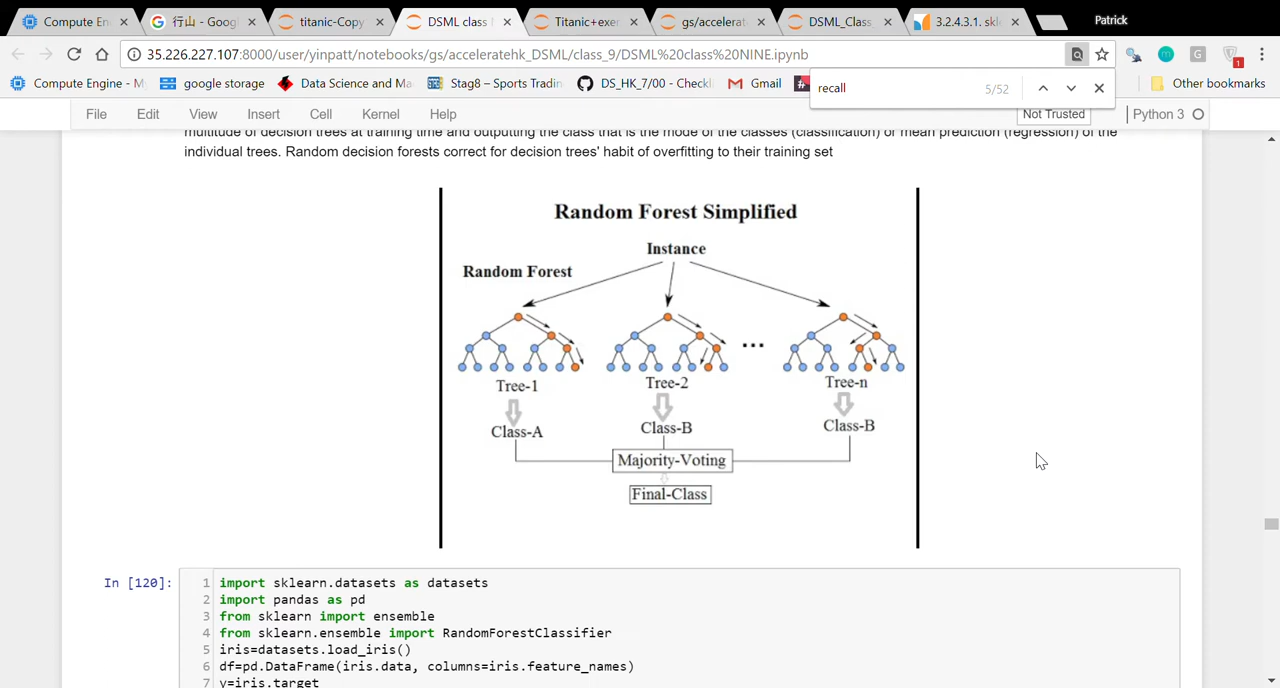 Compute En
行山 - Goog
titanic-Copy
DSML class
Titanic+exer
gs/accelerat
DSML_Class
3.2.4.3.1. skl
Patrick
35.226.227.107:8000/user/yinpatt/notebooks/gs/acceleratehk_DSML/class_9/DSML%20class%20NINE.ipynb
Compute Engine - My
google storage
Data Science and Ma
Stag8 – Sports Tradin
DS_HK_7/00 - Checkl
Gmail
Other bookmarks
recall 5/52
File Edit View Insert Cell Kernel Help
Not Trusted
Python 3
multitude of decision trees at training time and outputting the class that is the mode of the classes (classification) or mean prediction (regression) of the
individual trees. Random decision forests correct for decision trees' habit of overfitting to their training set
Random Forest Simplified
Instance
Random Forest
...
Tree-1 Tree-2 Tree-n
Class-A Class-B Class-B
Majority-Voting
Final-Class
In [120]:
1 import sklearn.datasets as datasets
2 import pandas as pd
3 from sklearn import ensemble
4 from sklearn.ensemble import RandomForestClassifier
5 iris=datasets.load_iris()
6 df=pd.DataFrame(iris.data, columns=iris.feature_names)
7 y=iris.target